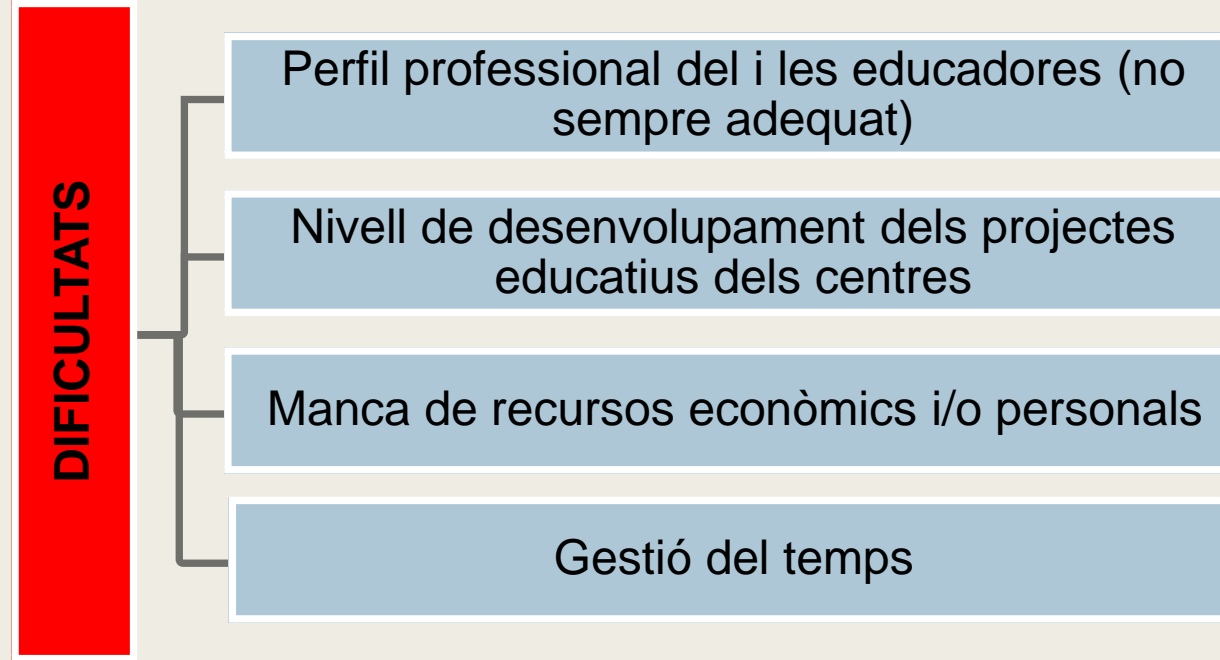 DIFICULTATS
Perfil professional del i les educadores (no
sempre adequat)
Nivell de desenvolupament dels projectes
educatius dels centres
Manca de recursos econòmics i/o personals
Gestió del temps